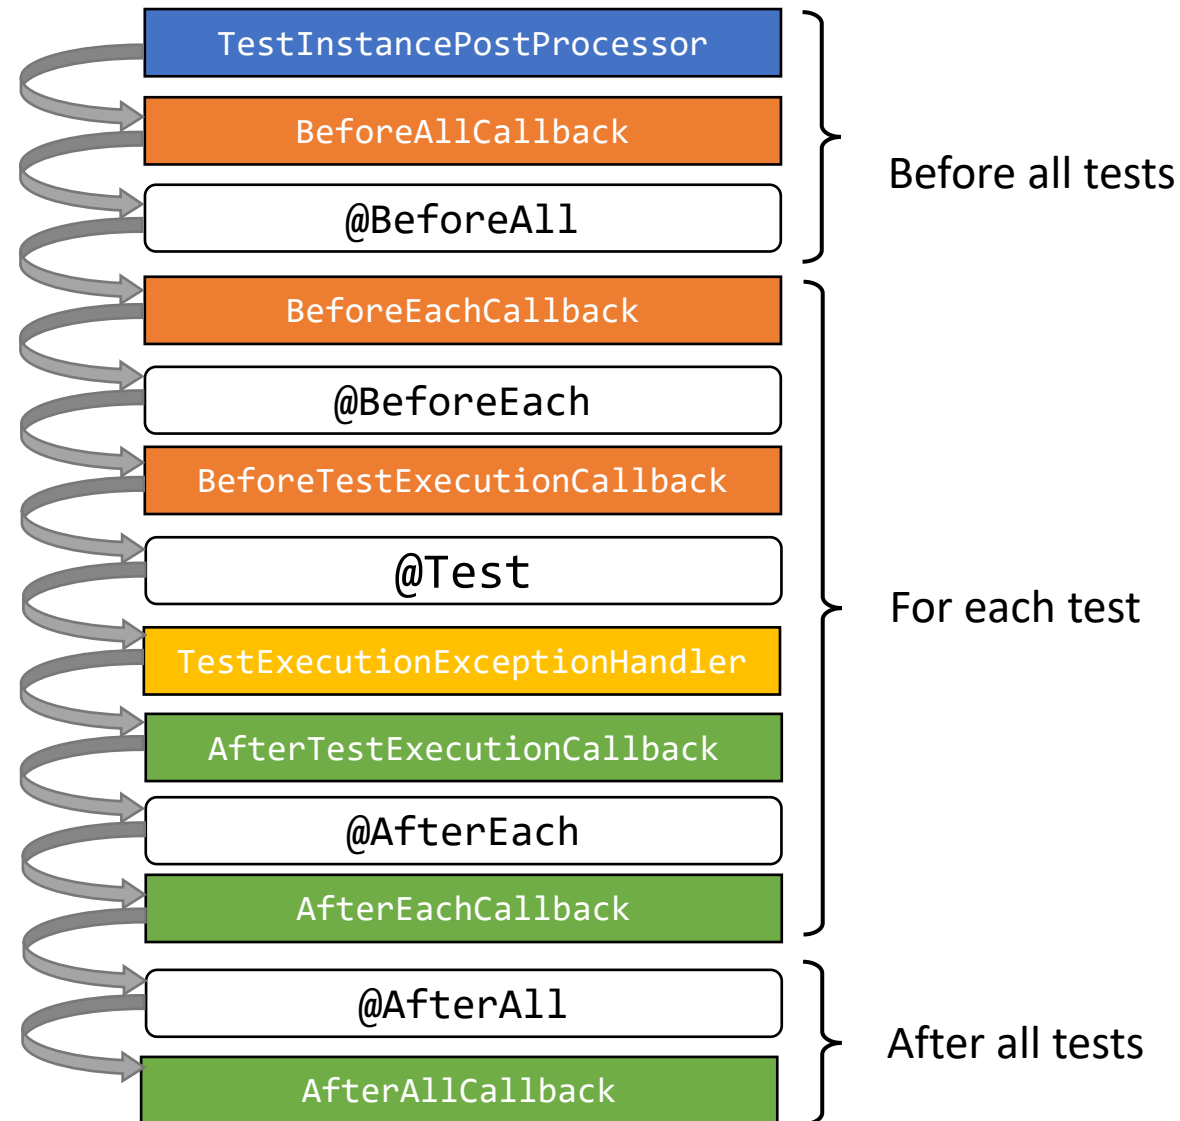 TestInstancePostProcessor
BeforeAllCallback
@BeforeAll
Before all tests
BeforeEachCallback
@BeforeEach
BeforeTestExecutionCallback
@Test
TestExecutionExceptionHandler
AfterTestExecutionCallback
@AfterEach
AfterEachCallback
For each test
@AfterAll
AfterAllCallback
After all tests